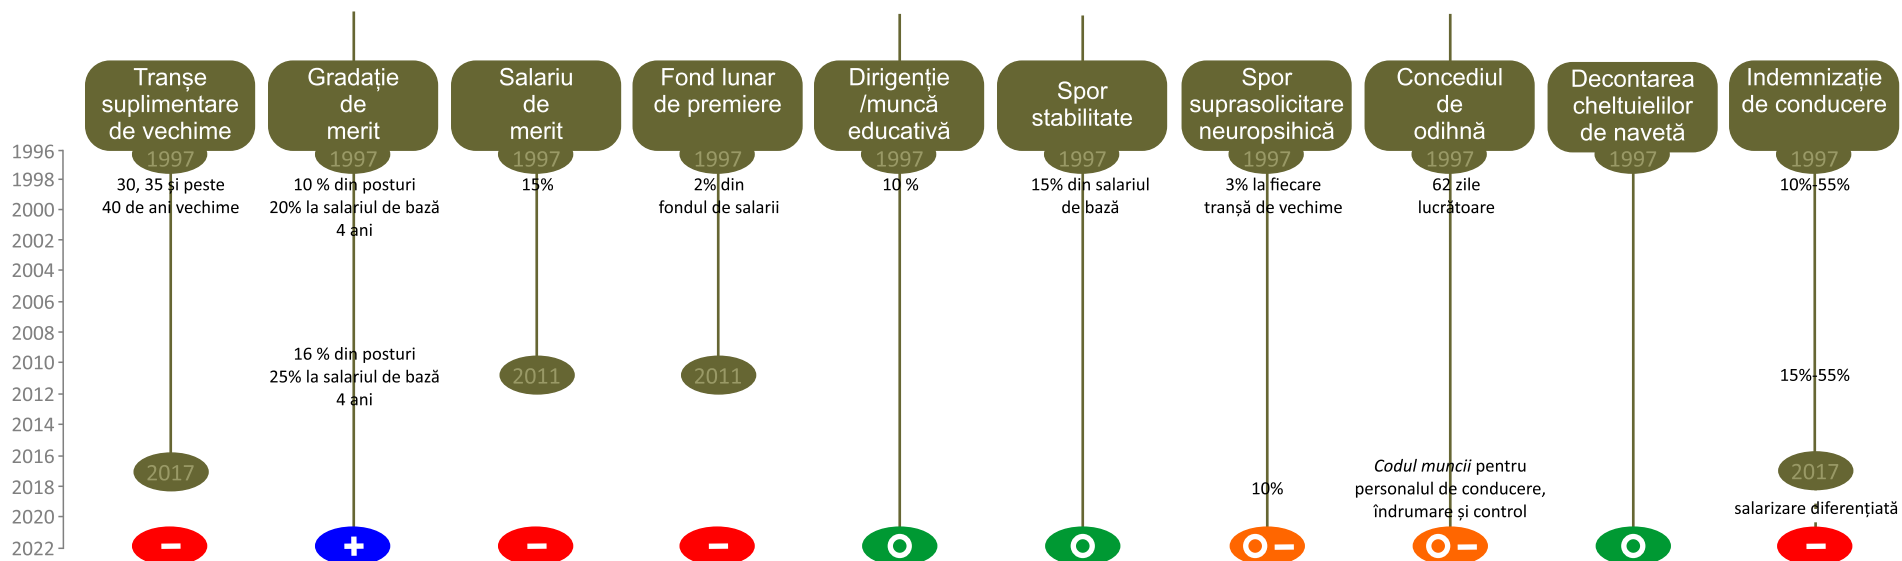 Tranșe
suplimentare
de vechime
Gradație
de
merit
Salariu
de
merit
Fond lunar
de premiere
Dirigenție
/muncă
educativă
Spor
stabilitate
Spor
suprasolicitare
neuropsihică
Concediul
de
odihnă
Decontarea
cheltuielilor
de navetă
Indemnizație
de conducere
1996
1998
2000
2002
2004
2006
2008
2010
2012
2014
2016
2018
2020
2022
1997
30, 35 și peste
40 de ani vechime
2017
1997
10 % din posturi
20% la salariul de bază
4 ani
16 % din posturi
25% la salariul de bază
4 ani
1997
15%
2011
1997
2% din
fondul de salarii
2011
1997
10 %
1997
15% din salariul
de bază
1997
3% la fiecare
tranșă de vechime
10%
1997
62 zile
lucrătoare
Codul muncii pentru
personalul de conducere,
îndrumare și control
1997
1997
10%-55%
15%-55%
2017
salarizare diferențiată